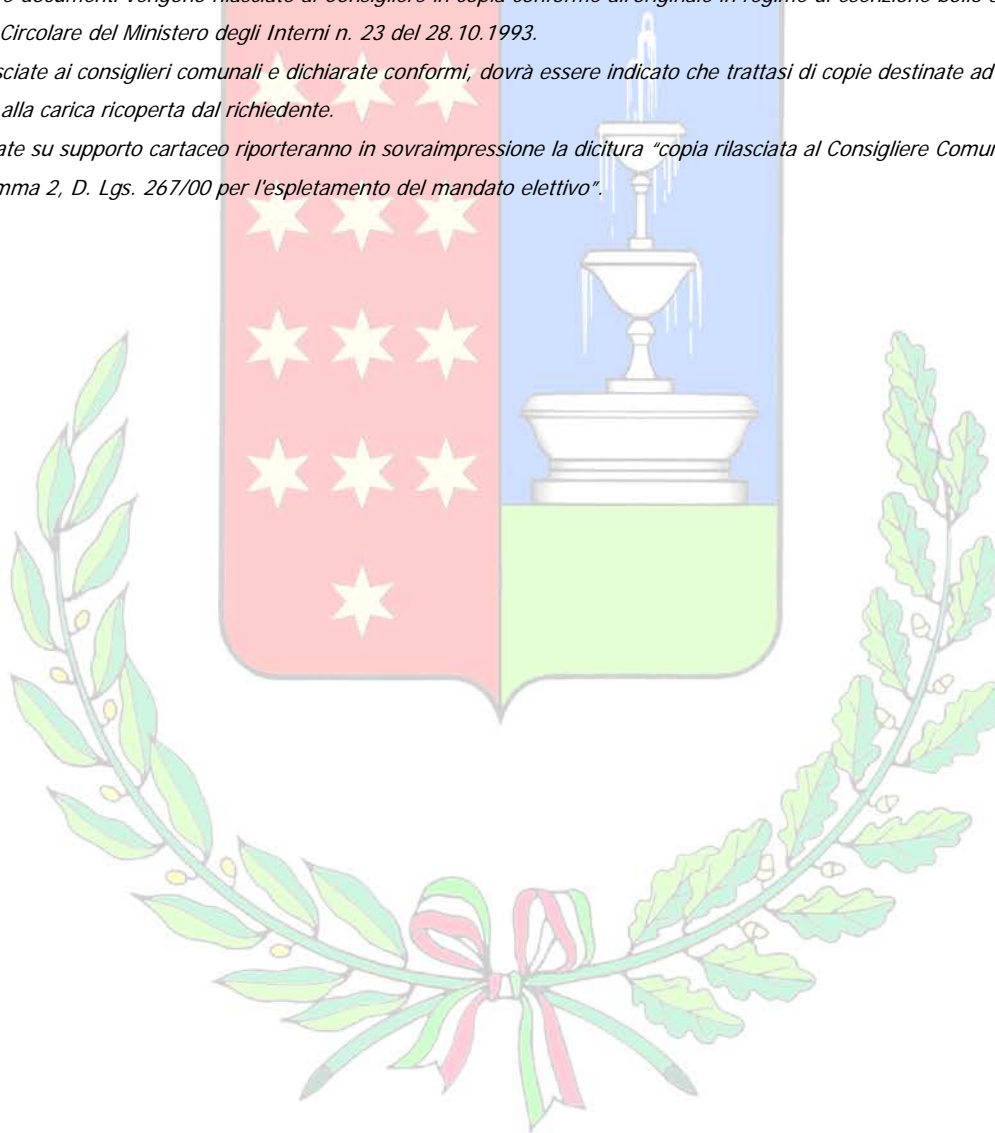 e documenti vengono rilasciate al Consigliere in copia conforme all'originale in regime di esenzione bollo
Circolare del Ministero degli Interni n. 23 del 28.10.1993.
sciate ai consiglieri comunali e dichiarate conformi, dovrà essere indicato che trattasi di copie destinate ad
alla carica ricoperta dal richiedente.
ate su supporto cartaceo riporteranno in sovraimpressione la dicitura “copia rilasciata al Consigliere Comun
mma 2, D. Lgs. 267/00 per l'espletamento del mandato elettivo”.